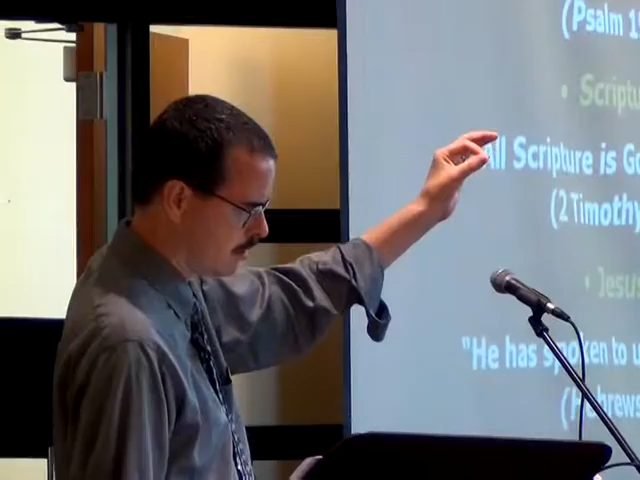 (Psalm 1
• Scriptu
All Scripture is Go
(2 Timothy
• Jesus
"He has spoken to u
(Hebrews